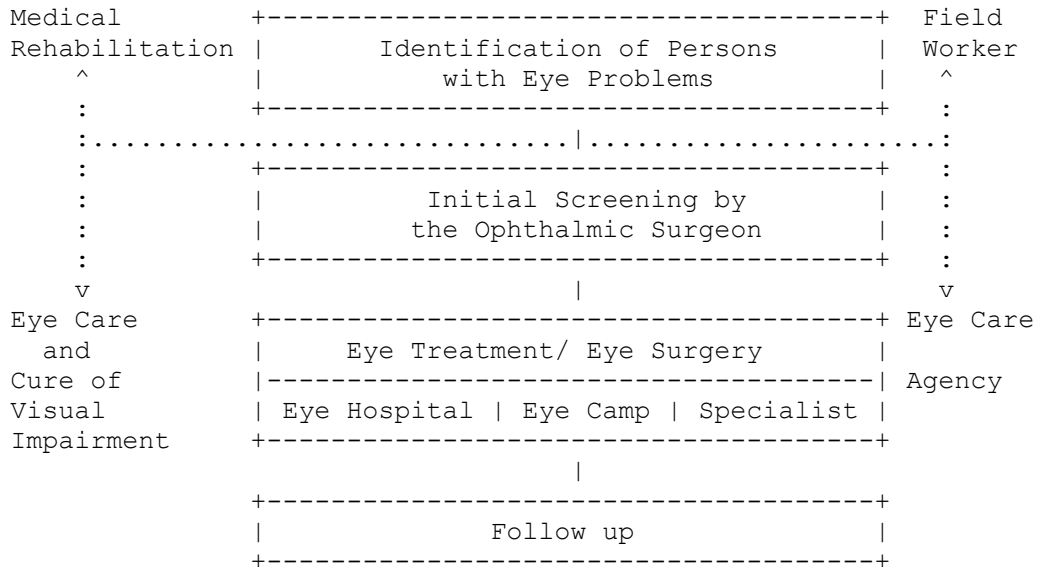 Medical Field
Rehabilitation Identification of Persons Worker
with Eye Problems
Initial Screening by
the Ophthalmic Surgeon
Eye Care Eye Care
and Eye Treatment/ Eye Surgery
Cure of Agency
Visual Eye Hospital | Eye Camp | Specialist
Impairment
Follow up